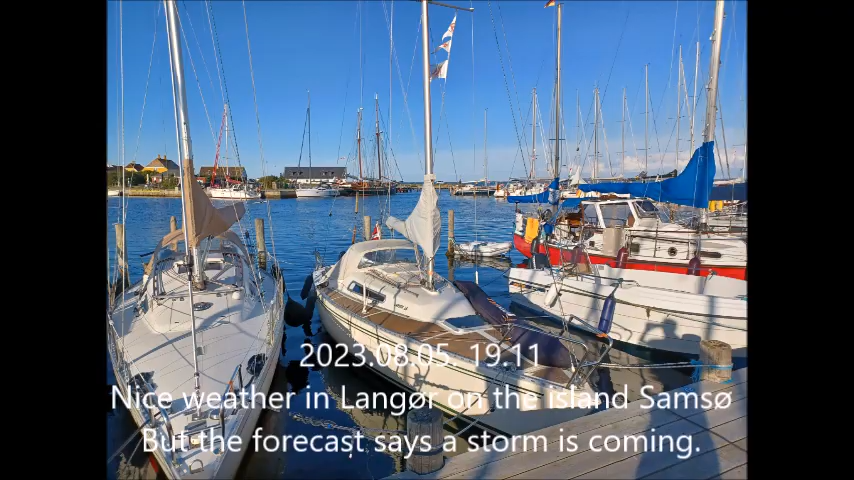 2023.08.05. 19.11
Nice weather in Langør on the island Samsø
But the forecast says a storm is coming.